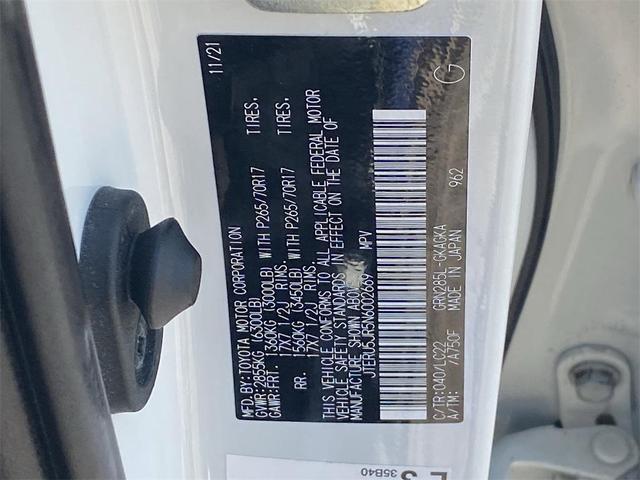 MFD.BY:TOYOTA MOTOR CORPORATION 11/21
GVWR:2855KG (6300LB)
GAWR:FRT. 1360KG (3000LB) WITH P265/70R17 TIRES,
17X7 1/2J RIMS.
RR. 1560KG (3450LB) WITH P265/70R17 TIRES,
17X7 1/2J RIMS.
THIS VEHICLE CONFORMS TO ALL APPLICABLE FEDERAL MOTOR
VEHICLE SAFETY STANDARDS IN EFFECT ON THE DATE OF
MANUFACTURE SHOWN ABOVE.
JTERU5JR5N6002669 MPV
C/TR:040/LC22 GRN285L-GKAGKA
A/TM: /A750F MADE IN JAPAN 962
G
35B40